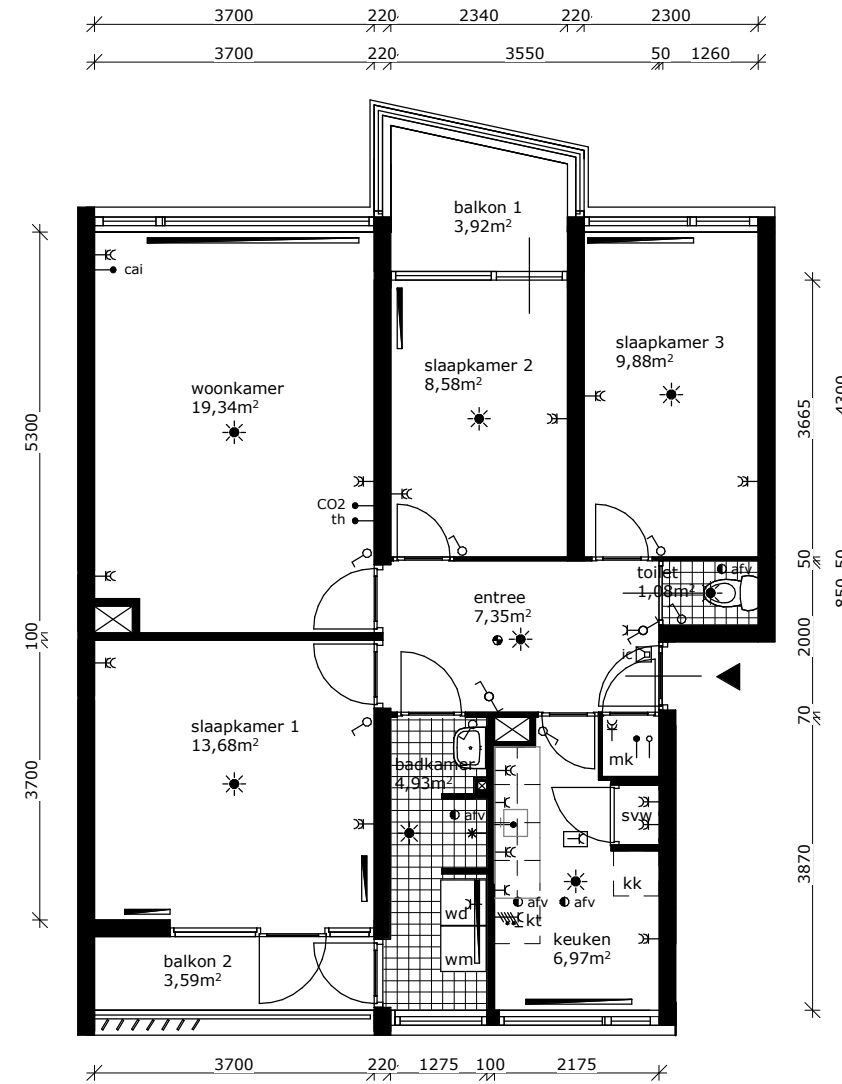 3700 220 2340 220 2300
3700 220 3550 50 1260
balkon 1
3,92m²
cai
slaapkamer 3
9,88m²
slaapkamer 2
8,58m²
woonkamer
19,34m²
5300
3665
4300
CO2
th
50
50
toilet
afv
1,08m²
850
entree
7,35m²
ic
100
2000
70
slaapkamer 1
13,68m²
badkamer
4,93m²
mk
afv
svw
3700
3870
kk
wd
afv
afv
kt
keuken
6,97m²
wm
balkon 2
3,59m²
3700 220 1275 100 2175